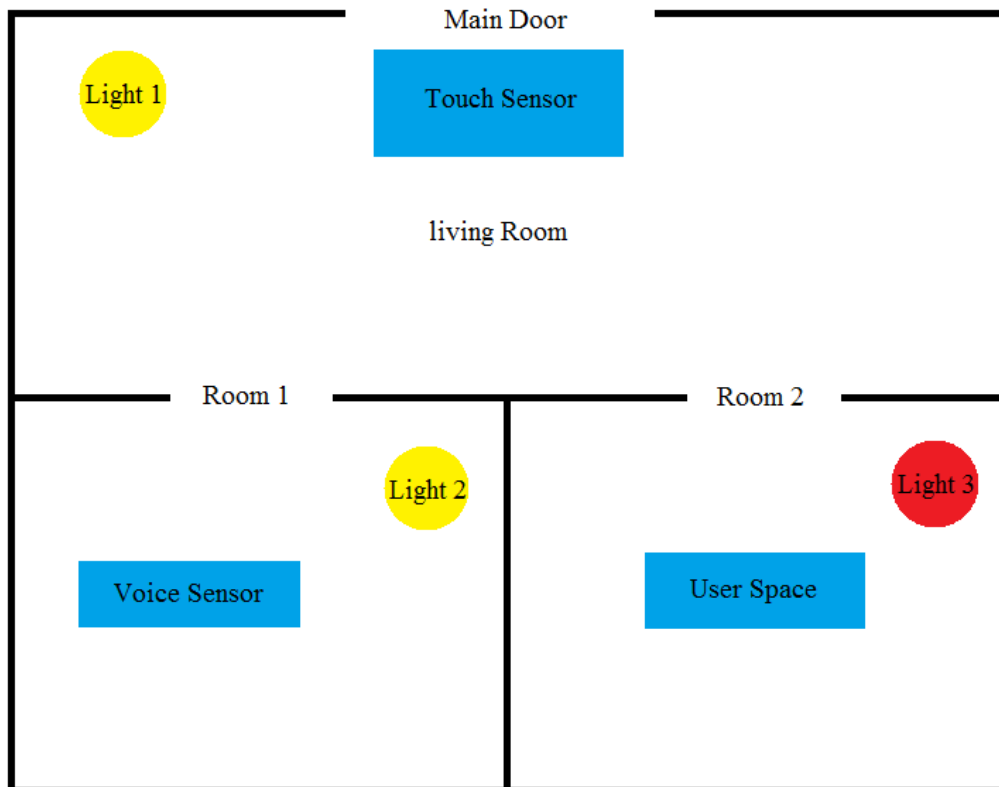 Main Door
Light 1
Touch Sensor
living Room
Room 1
Room 2
Light 2
Light 3
Voice Sensor
User Space